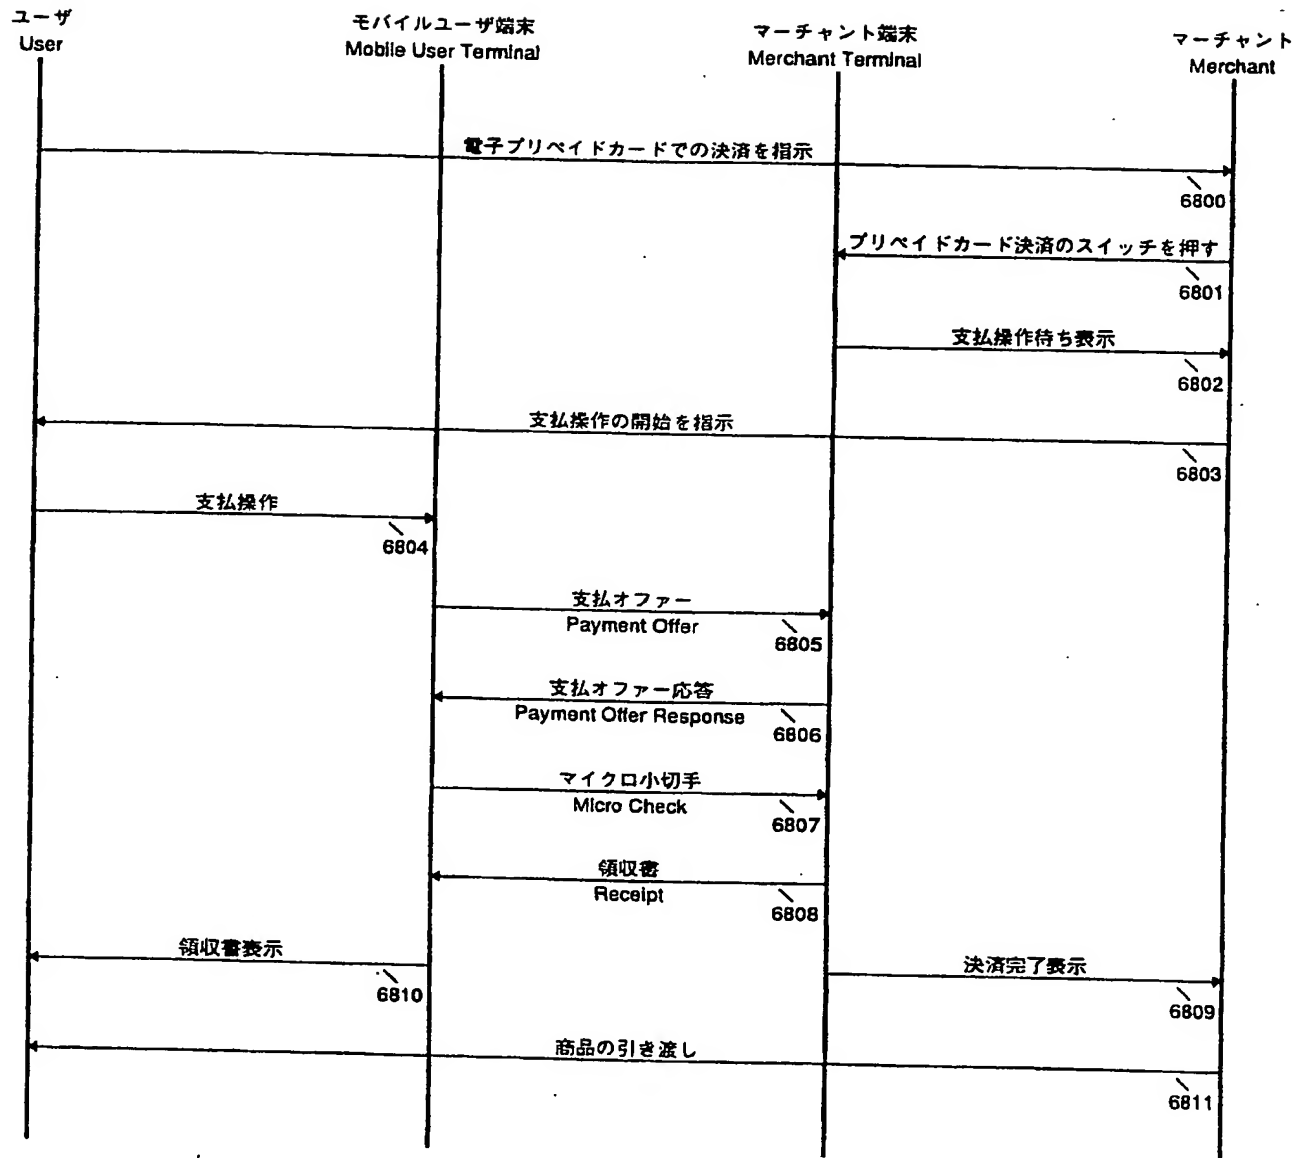 ユーザ
User
モバイルユーザ端末
Mobile User Terminal
マーチャント端末
Merchant Terminal
マーチャント
Merchant
電子プリペイドカードでの決済を指示
6800
プリペイドカード決済のスイッチを押す
6801
支払操作待ち表示
6802
支払操作の開始を指示
6803
支払操作
6804
支払オファー
Payment Offer
6805
支払オファー応答
Payment Offer Response
6806
マイクロ小切手
Micro Check
6807
領収書
Receipt
6808
領収書表示
6810
決済完了表示
6809
商品の引き渡し
6811